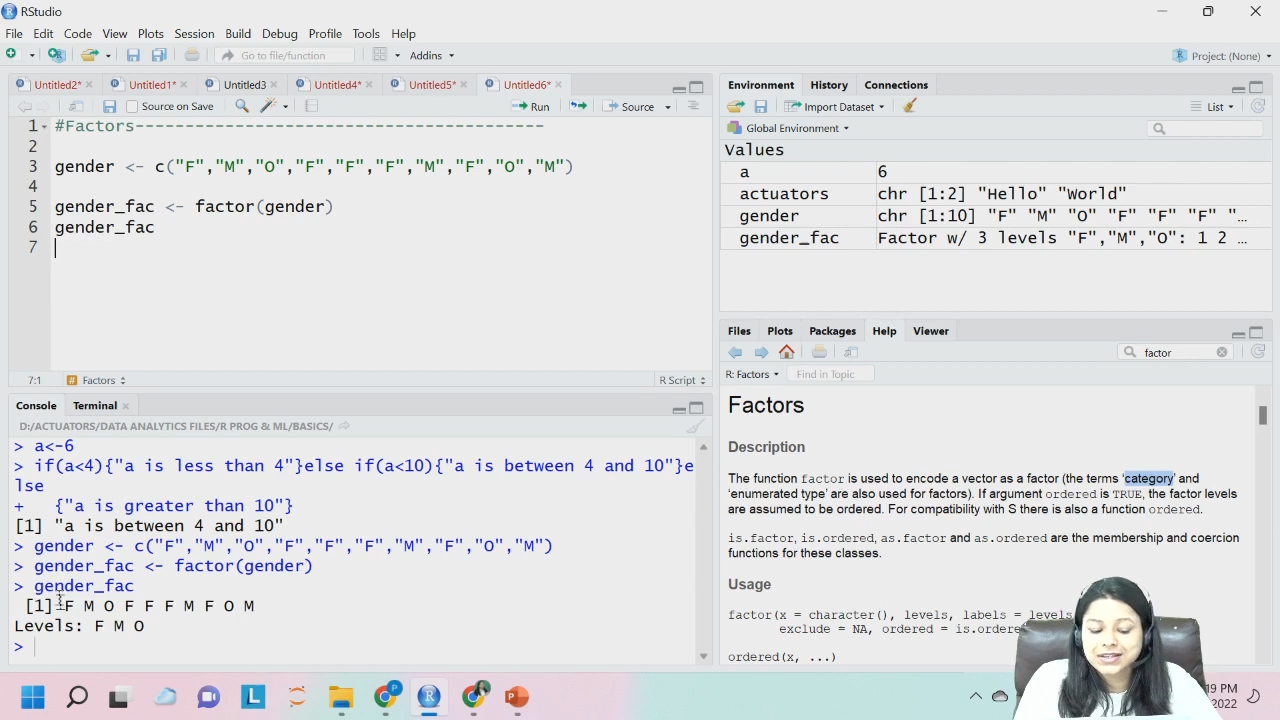 RStudio
File Edit Code View Plots Session Build Debug Profile Tools Help
Go to file/function Addins Project: (None)
Untitled2* Untitled1* Untitled3 Untitled4* Untitled5* Untitled6*
Source on Save Run Source
1 #Factors-----------------------------------------
2
3 gender <- c("F","M","O","F","F","F","M","F","O","M")
4
5 gender_fac <- factor(gender)
6 gender_fac
7
7:1 # Factors R Script
Console Terminal
D:/ACTUATORS/DATA ANALYTICS FILES/R PROG & ML/BASICS/
> a<-6
> if(a<4){"a is less than 4"}else if(a<10){"a is between 4 and 10"}e
lse
+ {"a is greater than 10"}
[1] "a is between 4 and 10"
> gender <- c("F","M","O","F","F","F","M","F","O","M")
> gender_fac <- factor(gender)
> gender_fac
[1] F M O F F F M F O M
Levels: F M O
>
Environment History Connections
Import Dataset List
Global Environment
Values
a 6
actuators chr [1:2] "Hello" "World"
gender chr [1:10] "F" "M" "O" "F" "F" "F" "…
gender_fac Factor w/ 3 levels "F","M","O": 1 2 …
Files Plots Packages Help Viewer
factor
R: Factors Find in Topic
Factors
Description
The function factor is used to encode a vector as a factor (the terms ‘category’ and
‘enumerated type’ are also used for factors). If argument ordered is TRUE, the factor levels
are assumed to be ordered. For compatibility with S there is also a function ordered.
is.factor, is.ordered, as.factor and as.ordered are the membership and coercion
functions for these classes.
Usage
factor(x = character(), levels, labels = levels
exclude = NA, ordered = is.ordere
ordered(x, ...)
19 PM
2022